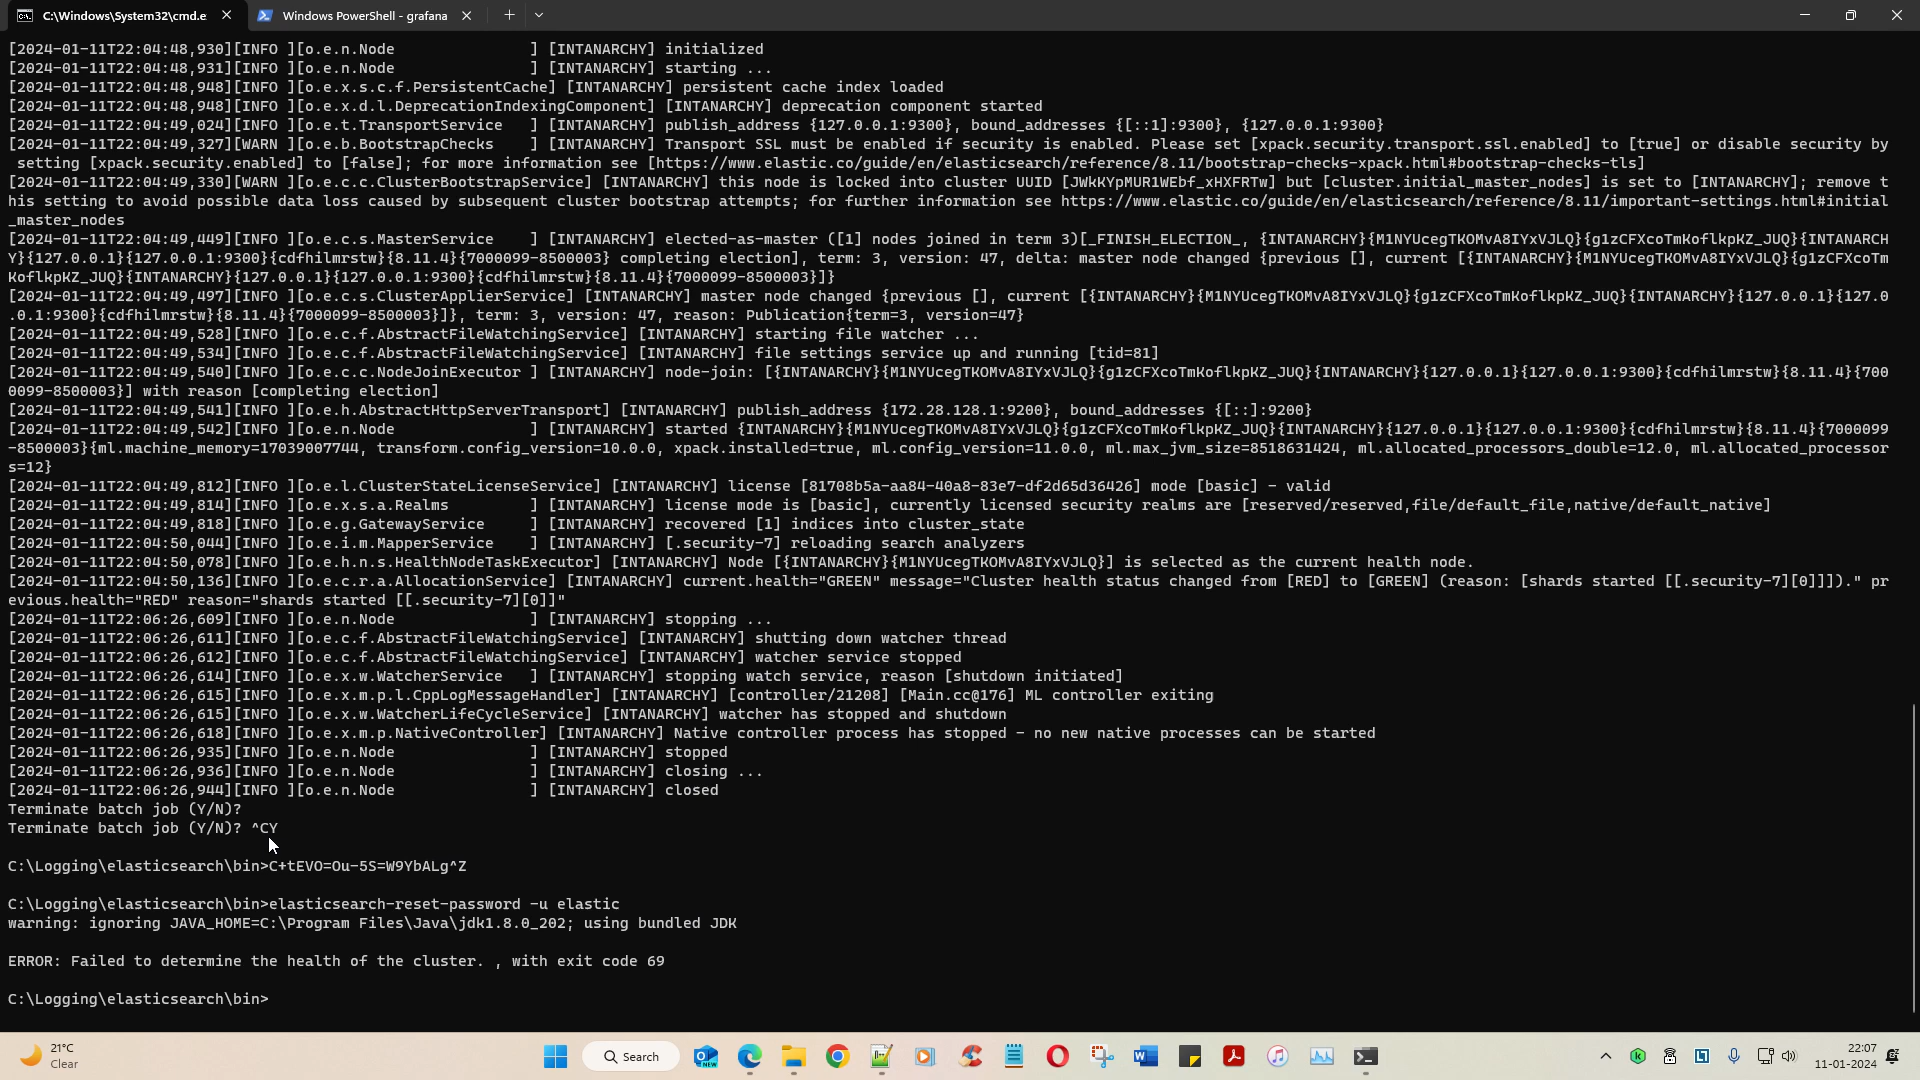 C:\Windows\System32\cmd.e
Windows PowerShell - grafana
[2024-01-11T22:04:48,930][INFO ][o.e.n.Node               ] [INTANARCHY] initialized
[2024-01-11T22:04:48,931][INFO ][o.e.n.Node               ] [INTANARCHY] starting ...
[2024-01-11T22:04:48,948][INFO ][o.e.x.s.c.f.PersistentCache] [INTANARCHY] persistent cache index loaded
[2024-01-11T22:04:48,948][INFO ][o.e.x.d.l.DeprecationIndexingComponent] [INTANARCHY] deprecation component started
[2024-01-11T22:04:49,024][INFO ][o.e.t.TransportService   ] [INTANARCHY] publish_address {127.0.0.1:9300}, bound_addresses {[::1]:9300}, {127.0.0.1:9300}
[2024-01-11T22:04:49,327][WARN ][o.e.b.BootstrapChecks    ] [INTANARCHY] Transport SSL must be enabled if security is enabled. Please set [xpack.security.transport.ssl.enabled] to [true] or disable security by
 setting [xpack.security.enabled] to [false]; for more information see [https://www.elastic.co/guide/en/elasticsearch/reference/8.11/bootstrap-checks-xpack.html#bootstrap-checks-tls]
[2024-01-11T22:04:49,330][WARN ][o.e.c.c.ClusterBootstrapService] [INTANARCHY] this node is locked into cluster UUID [JWkKYpMUR1WEbf_xHXFRTw] but [cluster.initial_master_nodes] is set to [INTANARCHY]; remove t
his setting to avoid possible data loss caused by subsequent cluster bootstrap attempts; for further information see https://www.elastic.co/guide/en/elasticsearch/reference/8.11/important-settings.html#initial
_master_nodes
[2024-01-11T22:04:49,449][INFO ][o.e.c.s.MasterService    ] [INTANARCHY] elected-as-master ([1] nodes joined in term 3)[_FINISH_ELECTION_, {INTANARCHY}{M1NYUcegTKOMvA8IYxVJLQ}{g1zCFXcoTmKoflkpKZ_JUQ}{INTANARCH
Y}{127.0.0.1}{127.0.0.1:9300}{cdfhilmrstw}{8.11.4}{7000099-8500003} completing election], term: 3, version: 47, delta: master node changed {previous [], current [{INTANARCHY}{M1NYUcegTKOMvA8IYxVJLQ}{g1zCFXcoTm
KoflkpKZ_JUQ}{INTANARCHY}{127.0.0.1}{127.0.0.1:9300}{cdfhilmrstw}{8.11.4}{7000099-8500003}]}
[2024-01-11T22:04:49,497][INFO ][o.e.c.s.ClusterApplierService] [INTANARCHY] master node changed {previous [], current [{INTANARCHY}{M1NYUcegTKOMvA8IYxVJLQ}{g1zCFXcoTmKoflkpKZ_JUQ}{INTANARCHY}{127.0.0.1}{127.0
.0.1:9300}{cdfhilmrstw}{8.11.4}{7000099-8500003}]}, term: 3, version: 47, reason: Publication{term=3, version=47}
[2024-01-11T22:04:49,528][INFO ][o.e.c.f.AbstractFileWatchingService] [INTANARCHY] starting file watcher ...
[2024-01-11T22:04:49,534][INFO ][o.e.c.f.AbstractFileWatchingService] [INTANARCHY] file settings service up and running [tid=81]
[2024-01-11T22:04:49,540][INFO ][o.e.c.c.NodeJoinExecutor ] [INTANARCHY] node-join: [{INTANARCHY}{M1NYUcegTKOMvA8IYxVJLQ}{g1zCFXcoTmKoflkpKZ_JUQ}{INTANARCHY}{127.0.0.1}{127.0.0.1:9300}{cdfhilmrstw}{8.11.4}{700
0099-8500003}] with reason [completing election]
[2024-01-11T22:04:49,541][INFO ][o.e.h.AbstractHttpServerTransport] [INTANARCHY] publish_address {172.28.128.1:9200}, bound_addresses {[::]:9200}
[2024-01-11T22:04:49,542][INFO ][o.e.n.Node               ] [INTANARCHY] started {INTANARCHY}{M1NYUcegTKOMvA8IYxVJLQ}{g1zCFXcoTmKoflkpKZ_JUQ}{INTANARCHY}{127.0.0.1}{127.0.0.1:9300}{cdfhilmrstw}{8.11.4}{7000099
-8500003}{ml.machine_memory=17039007744, transform.config_version=10.0.0, xpack.installed=true, ml.config_version=11.0.0, ml.max_jvm_size=8518631424, ml.allocated_processors_double=12.0, ml.allocated_processor
s=12}
[2024-01-11T22:04:49,812][INFO ][o.e.l.ClusterStateLicenseService] [INTANARCHY] license [81708b5a-aa84-40a8-83e7-df2d65d36426] mode [basic] - valid
[2024-01-11T22:04:49,814][INFO ][o.e.x.s.a.Realms         ] [INTANARCHY] license mode is [basic], currently licensed security realms are [reserved/reserved,file/default_file,native/default_native]
[2024-01-11T22:04:49,818][INFO ][o.e.g.GatewayService     ] [INTANARCHY] recovered [1] indices into cluster_state
[2024-01-11T22:04:50,044][INFO ][o.e.i.m.MapperService    ] [INTANARCHY] [.security-7] reloading search analyzers
[2024-01-11T22:04:50,078][INFO ][o.e.h.n.s.HealthNodeTaskExecutor] [INTANARCHY] Node [{INTANARCHY}{M1NYUcegTKOMvA8IYxVJLQ}] is selected as the current health node.
[2024-01-11T22:04:50,136][INFO ][o.e.c.r.a.AllocationService] [INTANARCHY] current.health="GREEN" message="Cluster health status changed from [RED] to [GREEN] (reason: [shards started [[.security-7][0]]])." pr
evious.health="RED" reason="shards started [[.security-7][0]]"
[2024-01-11T22:06:26,609][INFO ][o.e.n.Node               ] [INTANARCHY] stopping ...
[2024-01-11T22:06:26,611][INFO ][o.e.c.f.AbstractFileWatchingService] [INTANARCHY] shutting down watcher thread
[2024-01-11T22:06:26,612][INFO ][o.e.c.f.AbstractFileWatchingService] [INTANARCHY] watcher service stopped
[2024-01-11T22:06:26,614][INFO ][o.e.x.w.WatcherService   ] [INTANARCHY] stopping watch service, reason [shutdown initiated]
[2024-01-11T22:06:26,615][INFO ][o.e.x.m.p.l.CppLogMessageHandler] [INTANARCHY] [controller/21208] [Main.cc@176] ML controller exiting
[2024-01-11T22:06:26,615][INFO ][o.e.x.w.WatcherLifeCycleService] [INTANARCHY] watcher has stopped and shutdown
[2024-01-11T22:06:26,618][INFO ][o.e.x.m.p.NativeController] [INTANARCHY] Native controller process has stopped - no new native processes can be started
[2024-01-11T22:06:26,935][INFO ][o.e.n.Node               ] [INTANARCHY] stopped
[2024-01-11T22:06:26,936][INFO ][o.e.n.Node               ] [INTANARCHY] closing ...
[2024-01-11T22:06:26,944][INFO ][o.e.n.Node               ] [INTANARCHY] closed
Terminate batch job (Y/N)?
Terminate batch job (Y/N)? ^CY
C:\Logging\elasticsearch\bin>C+tEVO=Ou-5S=W9YbALg^Z
C:\Logging\elasticsearch\bin>elasticsearch-reset-password -u elastic
warning: ignoring JAVA_HOME=C:\Program Files\Java\jdk1.8.0_202; using bundled JDK
ERROR: Failed to determine the health of the cluster. , with exit code 69
C:\Logging\elasticsearch\bin>
21°C
Clear
Search
22:07
11-01-2024